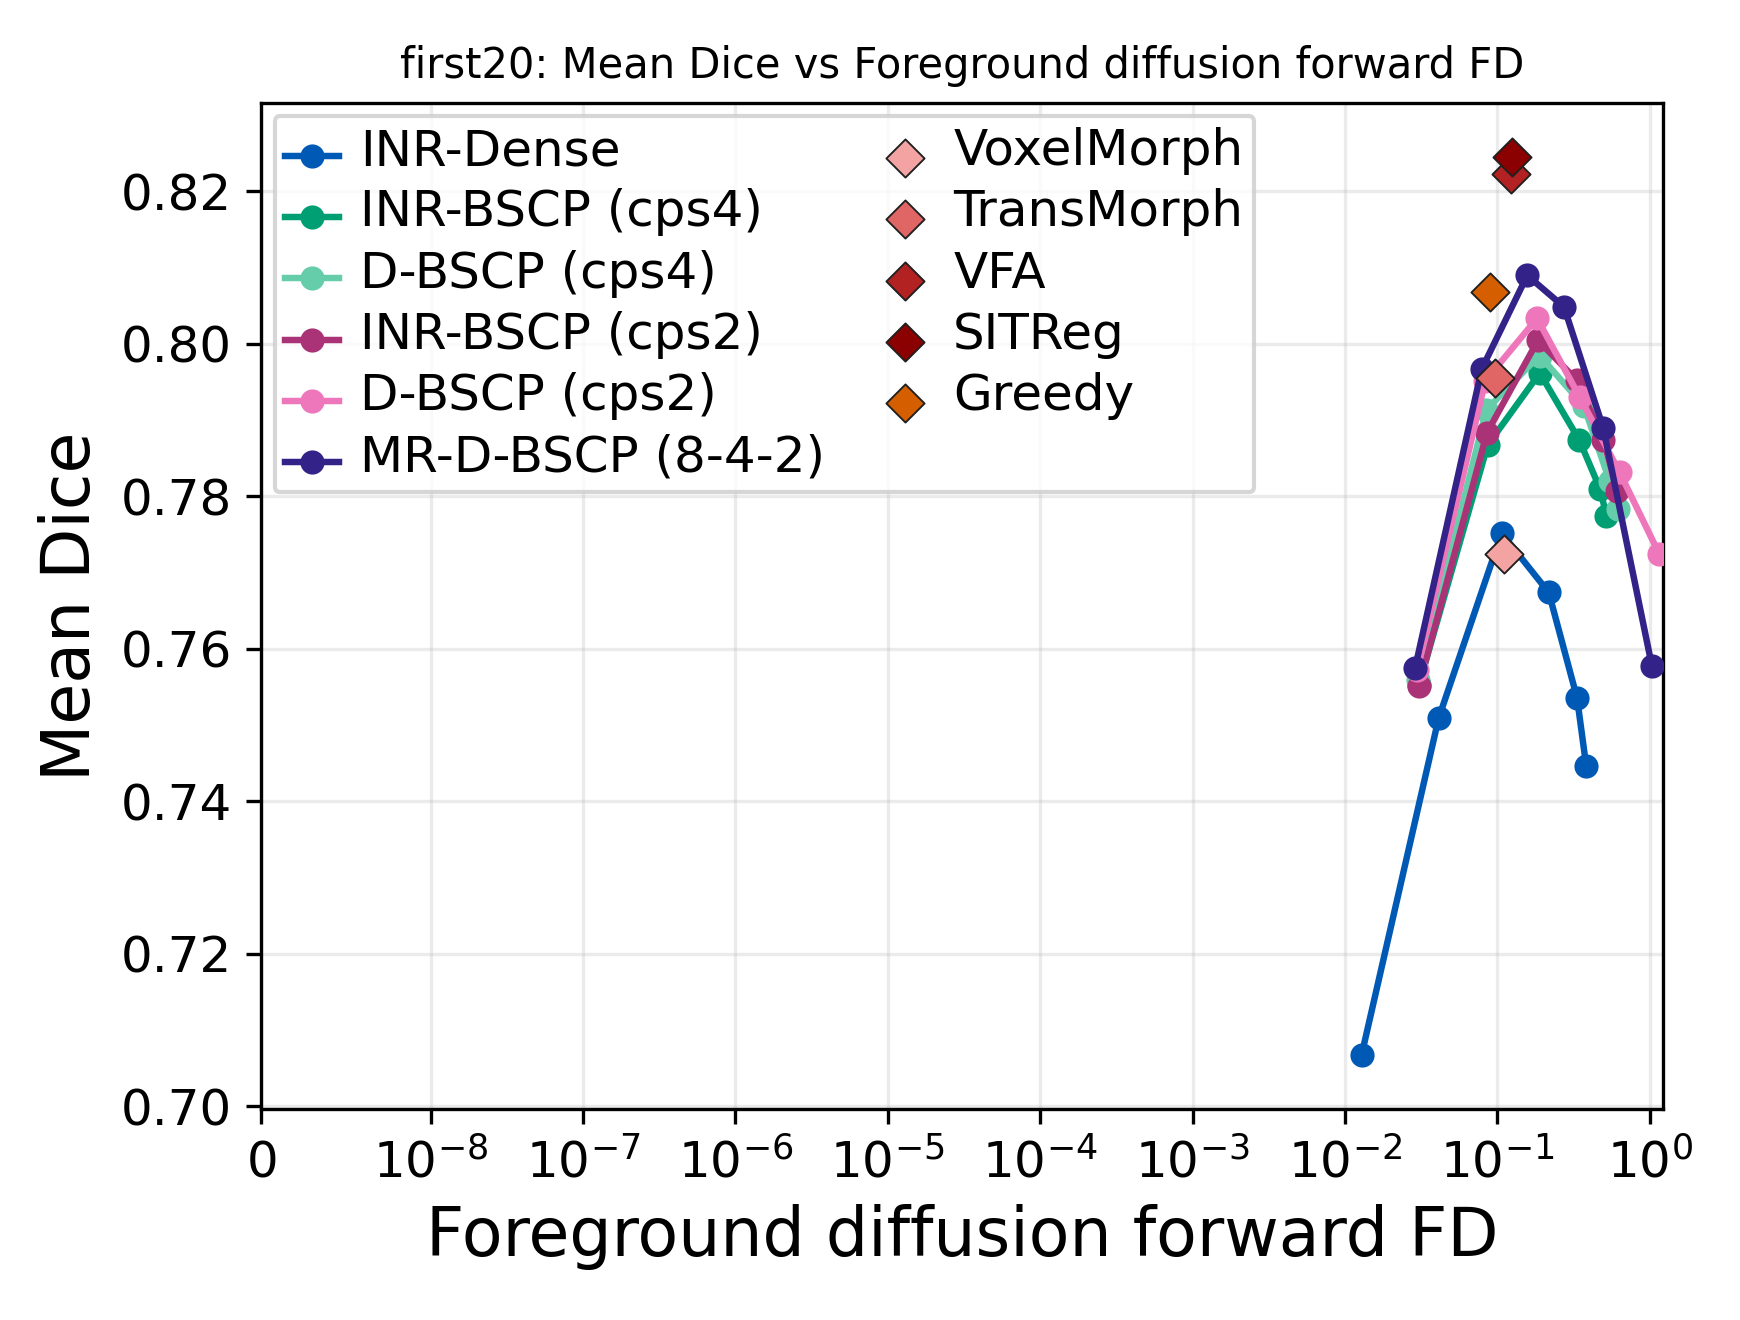 first20: Mean Dice vs Foreground diffusion forward FD
INR-Dense
INR-BSCP (cps4)
D-BSCP (cps4)
INR-BSCP (cps2)
D-BSCP (cps2)
MR-D-BSCP (8-4-2)
VoxelMorph
TransMorph
VFA
SITReg
Greedy
Mean Dice
0.82
0.80
0.78
0.76
0.74
0.72
0.70
0 10⁻⁸ 10⁻⁷ 10⁻⁶ 10⁻⁵ 10⁻⁴ 10⁻³ 10⁻² 10⁻¹ 10⁰
Foreground diffusion forward FD